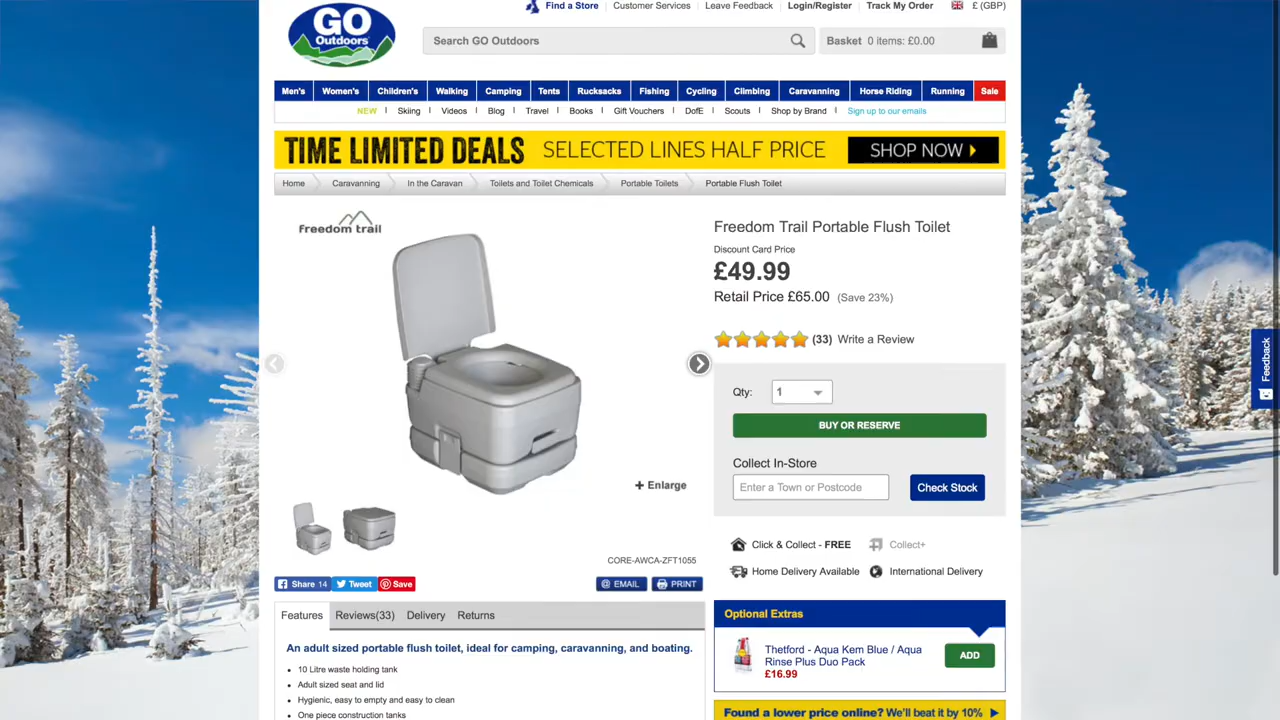 Find a Store Customer Services Leave Feedback Login/Register Track My Order £ (GBP)
GO
Outdoors
Search GO Outdoors
Basket 0 items: £0.00
Men's Women's Children's Walking Camping Tents Rucksacks Fishing Cycling Climbing Caravanning Horse Riding Running Sale
NEW Skiing Videos Blog Travel Books Gift Vouchers DofE Scouts Shop by Brand Sign up to our emails
TIME LIMITED DEALS SELECTED LINES HALF PRICE SHOP NOW
Home Caravanning In the Caravan Toilets and Toilet Chemicals Portable Toilets Portable Flush Toilet
freedom trail
Enlarge
CORE-AWCA-ZFT1055
Share 14 Tweet Save EMAIL PRINT
Features Reviews(33) Delivery Returns
An adult sized portable flush toilet, ideal for camping, caravanning, and boating.
10 Litre waste holding tank
Adult sized seat and lid
Hygienic, easy to empty and easy to clean
One piece construction tanks
Freedom Trail Portable Flush Toilet
Discount Card Price
£49.99
Retail Price £65.00 (Save 23%)
(33) Write a Review
Qty: 1
BUY OR RESERVE
Collect In-Store
Enter a Town or Postcode Check Stock
Click & Collect - FREE Collect+
Home Delivery Available International Delivery
Optional Extras
Thetford - Aqua Kem Blue / Aqua
Rinse Plus Duo Pack
£16.99
ADD
Found a lower price online? We'll beat it by 10%
Feedback